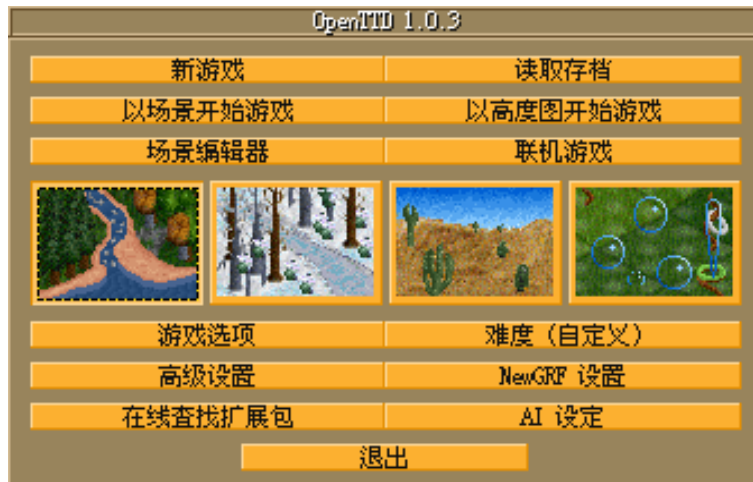 OpenTTD 1.0.3
新游戏 读取存档
以场景开始游戏 以高度图开始游戏
场景编辑器 联机游戏
游戏选项 难度（自定义）
高级设置 NewGRF 设置
在线查找扩展包 AI 设定
退出